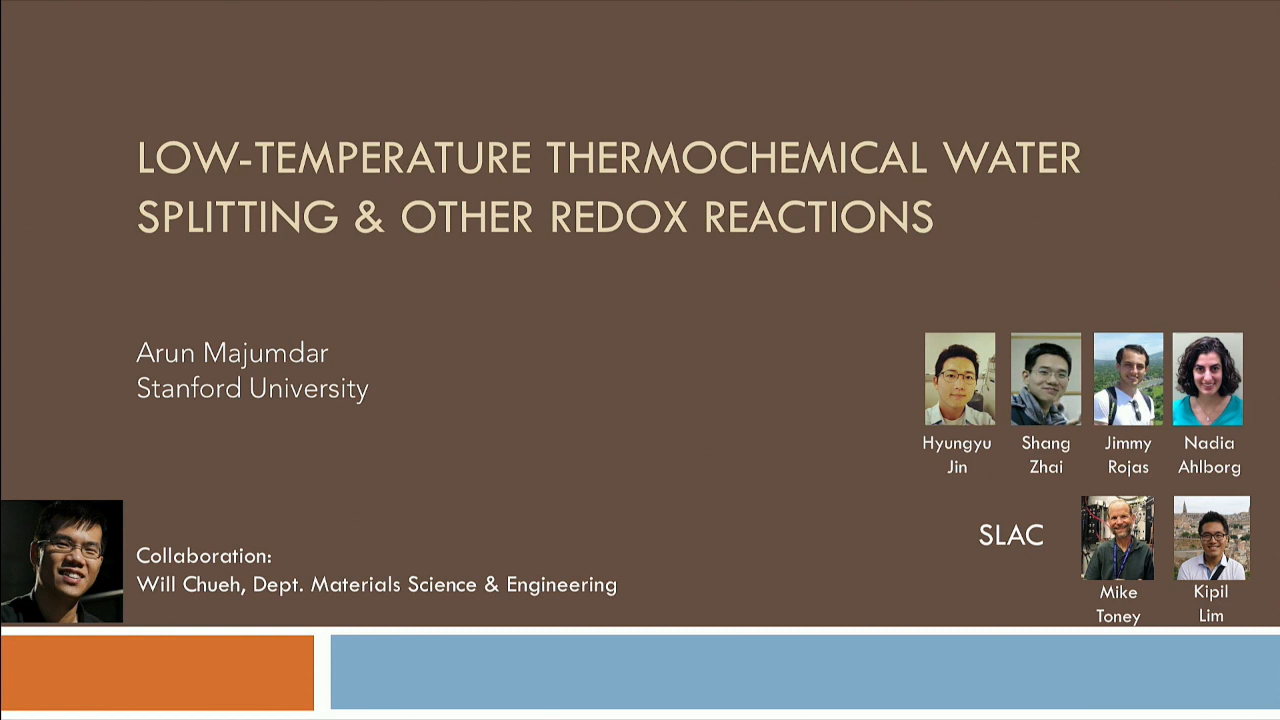 LOW-TEMPERATURE THERMOCHEMICAL WATER
SPLITTING & OTHER REDOX REACTIONS
Arun Majumdar
Stanford University
Hyungyu
Jin
Shang
Zhai
Jimmy
Rojas
Nadia
Ahlborg
SLAC
Mike
Toney
Kipil
Lim
Collaboration:
Will Chueh, Dept. Materials Science & Engineering